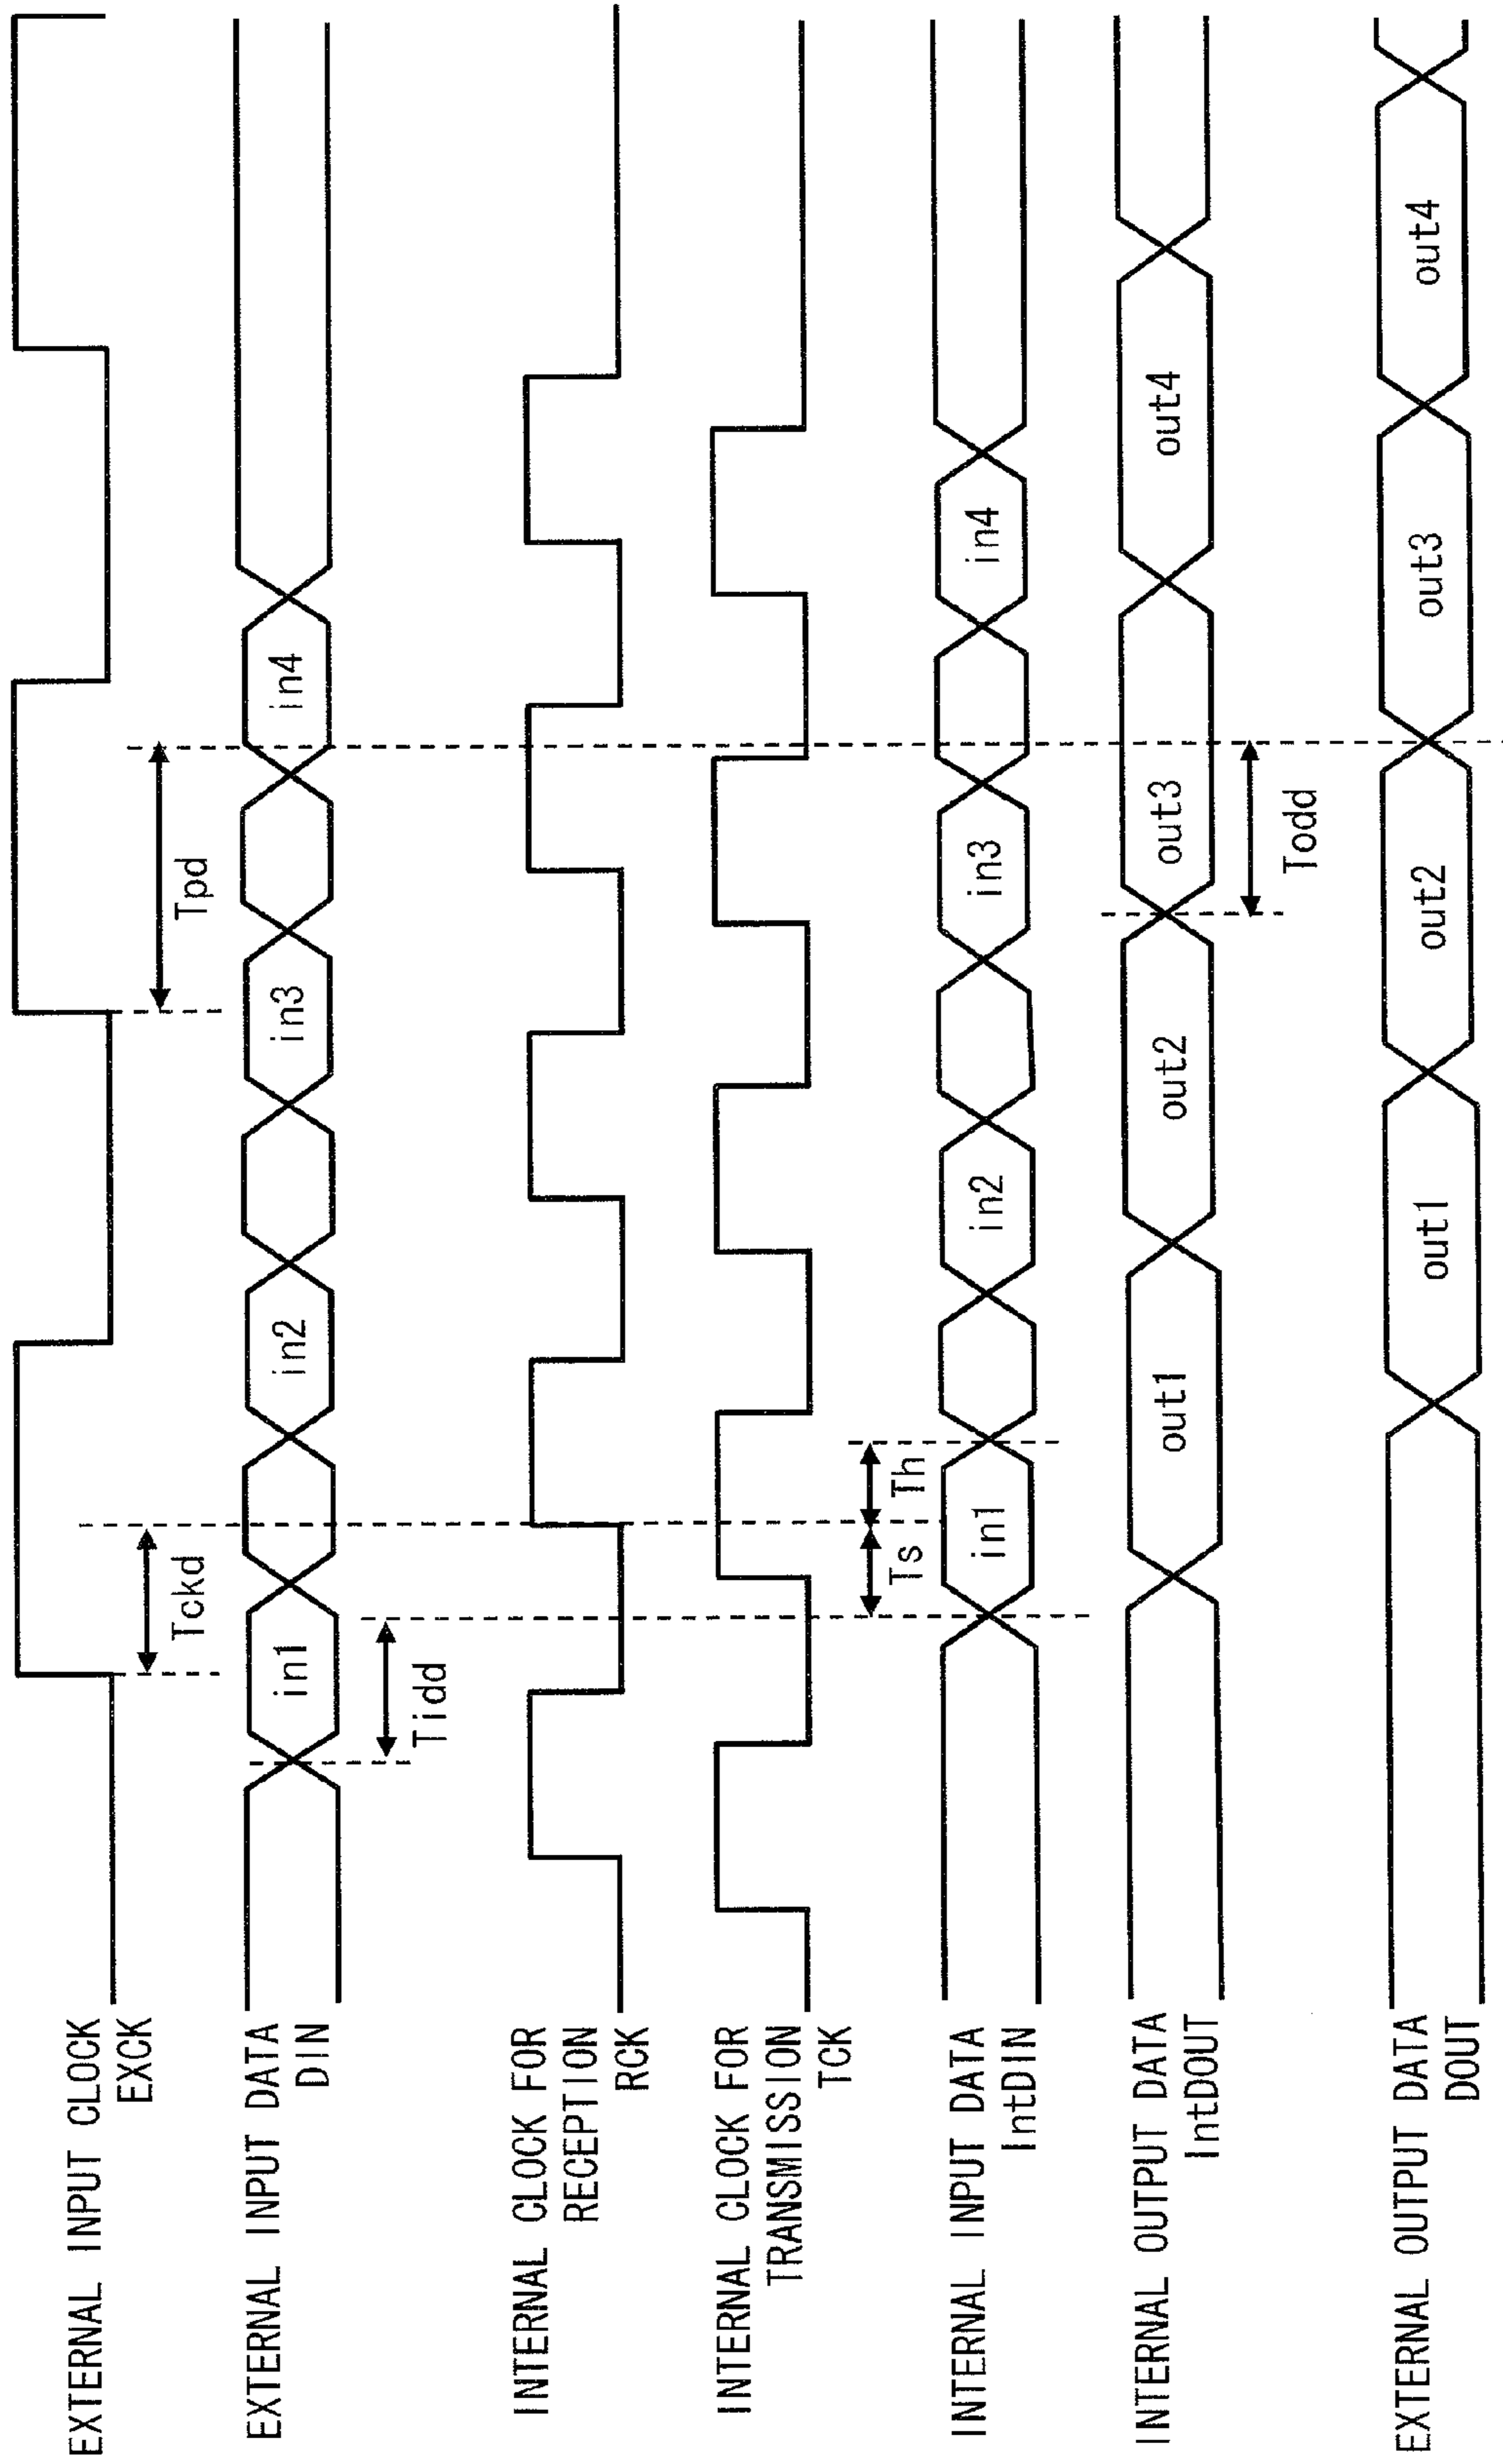 EXTERNAL INPUT CLOCK
EXCK
Tckd
Tpd
EXTERNAL INPUT DATA
DIN
in1
in2
in3
in4
Tidd
INTERNAL CLOCK FOR
RECEPTION
RCK
INTERNAL CLOCK FOR
TRANSMISSION
TCK
Ts
Th
INTERNAL INPUT DATA
IntDIN
in1
in2
in3
in4
INTERNAL OUTPUT DATA
IntDOUT
out1
out2
out3
out4
Todd
EXTERNAL OUTPUT DATA
DOUT
out1
out2
out3
out4